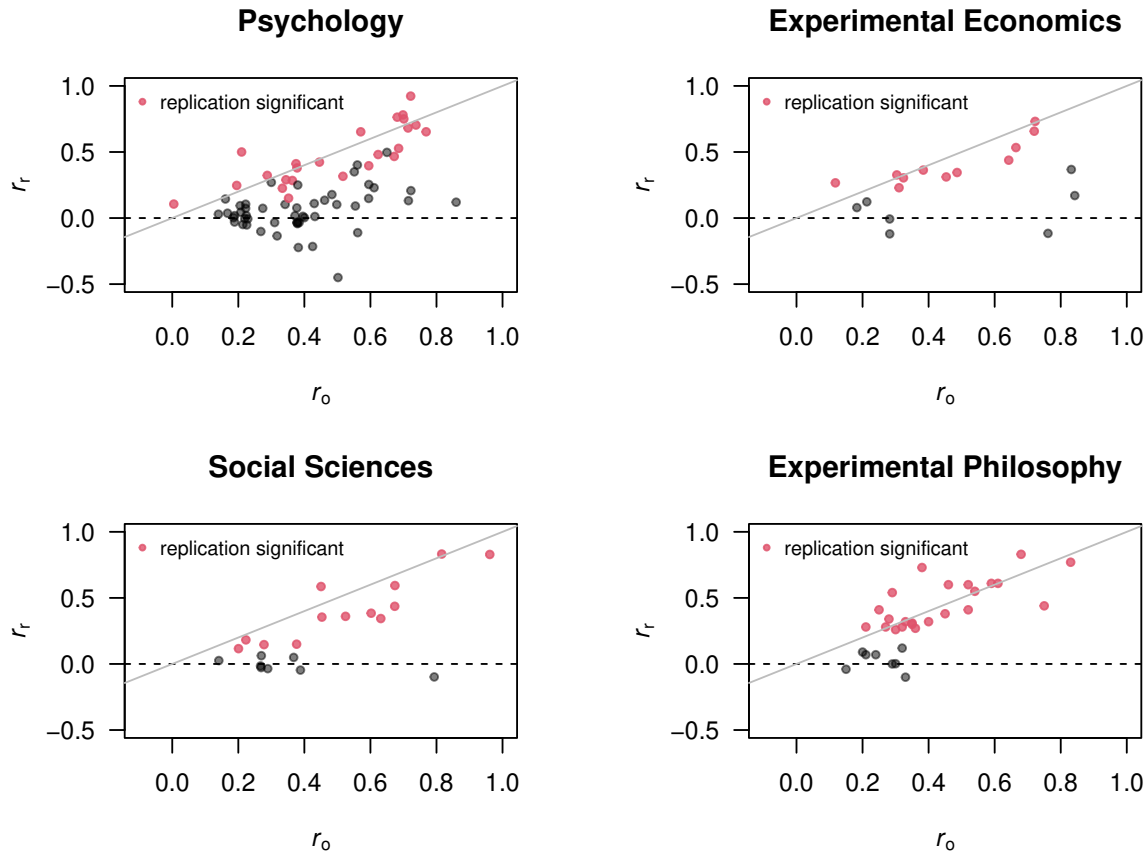 Psychology
1.0
0.5
0.0
−0.5
r_r
replication significant
0.0 0.2 0.4 0.6 0.8 1.0
r_o
Experimental Economics
1.0
0.5
0.0
−0.5
r_r
replication significant
0.0 0.2 0.4 0.6 0.8 1.0
r_o
Social Sciences
1.0
0.5
0.0
−0.5
r_r
replication significant
0.0 0.2 0.4 0.6 0.8 1.0
r_o
Experimental Philosophy
1.0
0.5
0.0
−0.5
r_r
replication significant
0.0 0.2 0.4 0.6 0.8 1.0
r_o